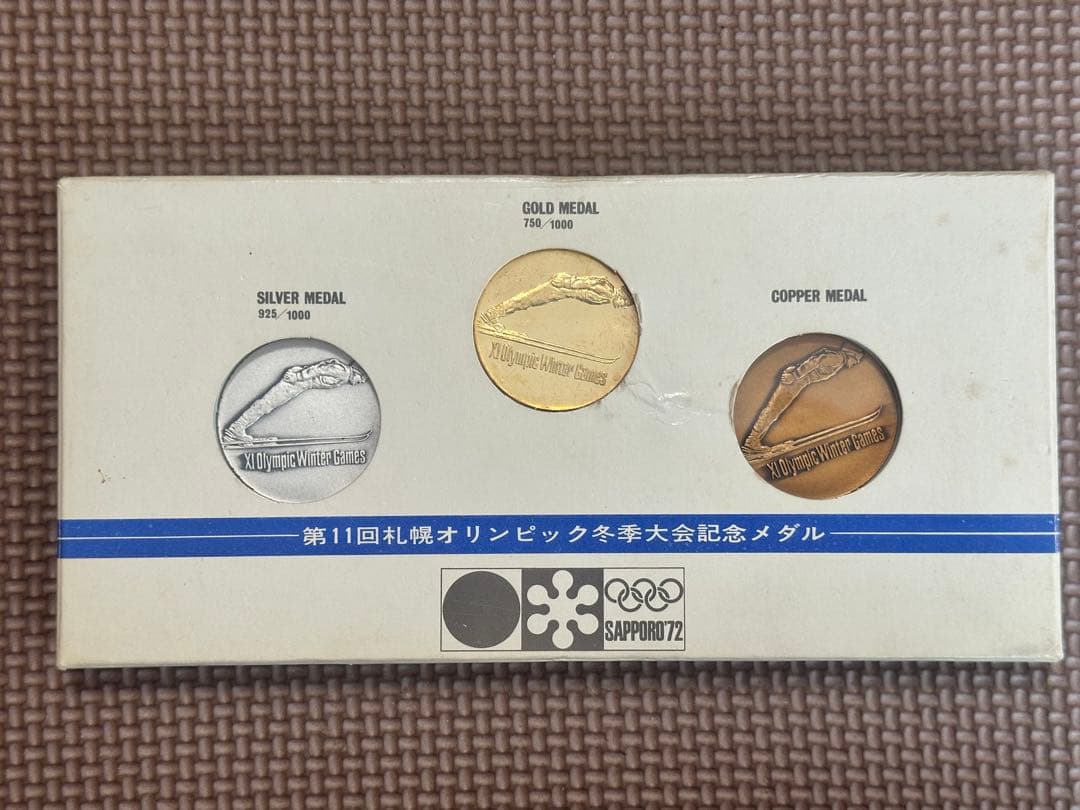 GOLD MEDAL
750/1000
SILVER MEDAL
925/1000
COPPER MEDAL
XI Olympic Winter Games
XI Olympic Winter Games
XI Olympic Winter Games
第11回札幌オリンピック冬季大会記念メダル
SAPPORO'72